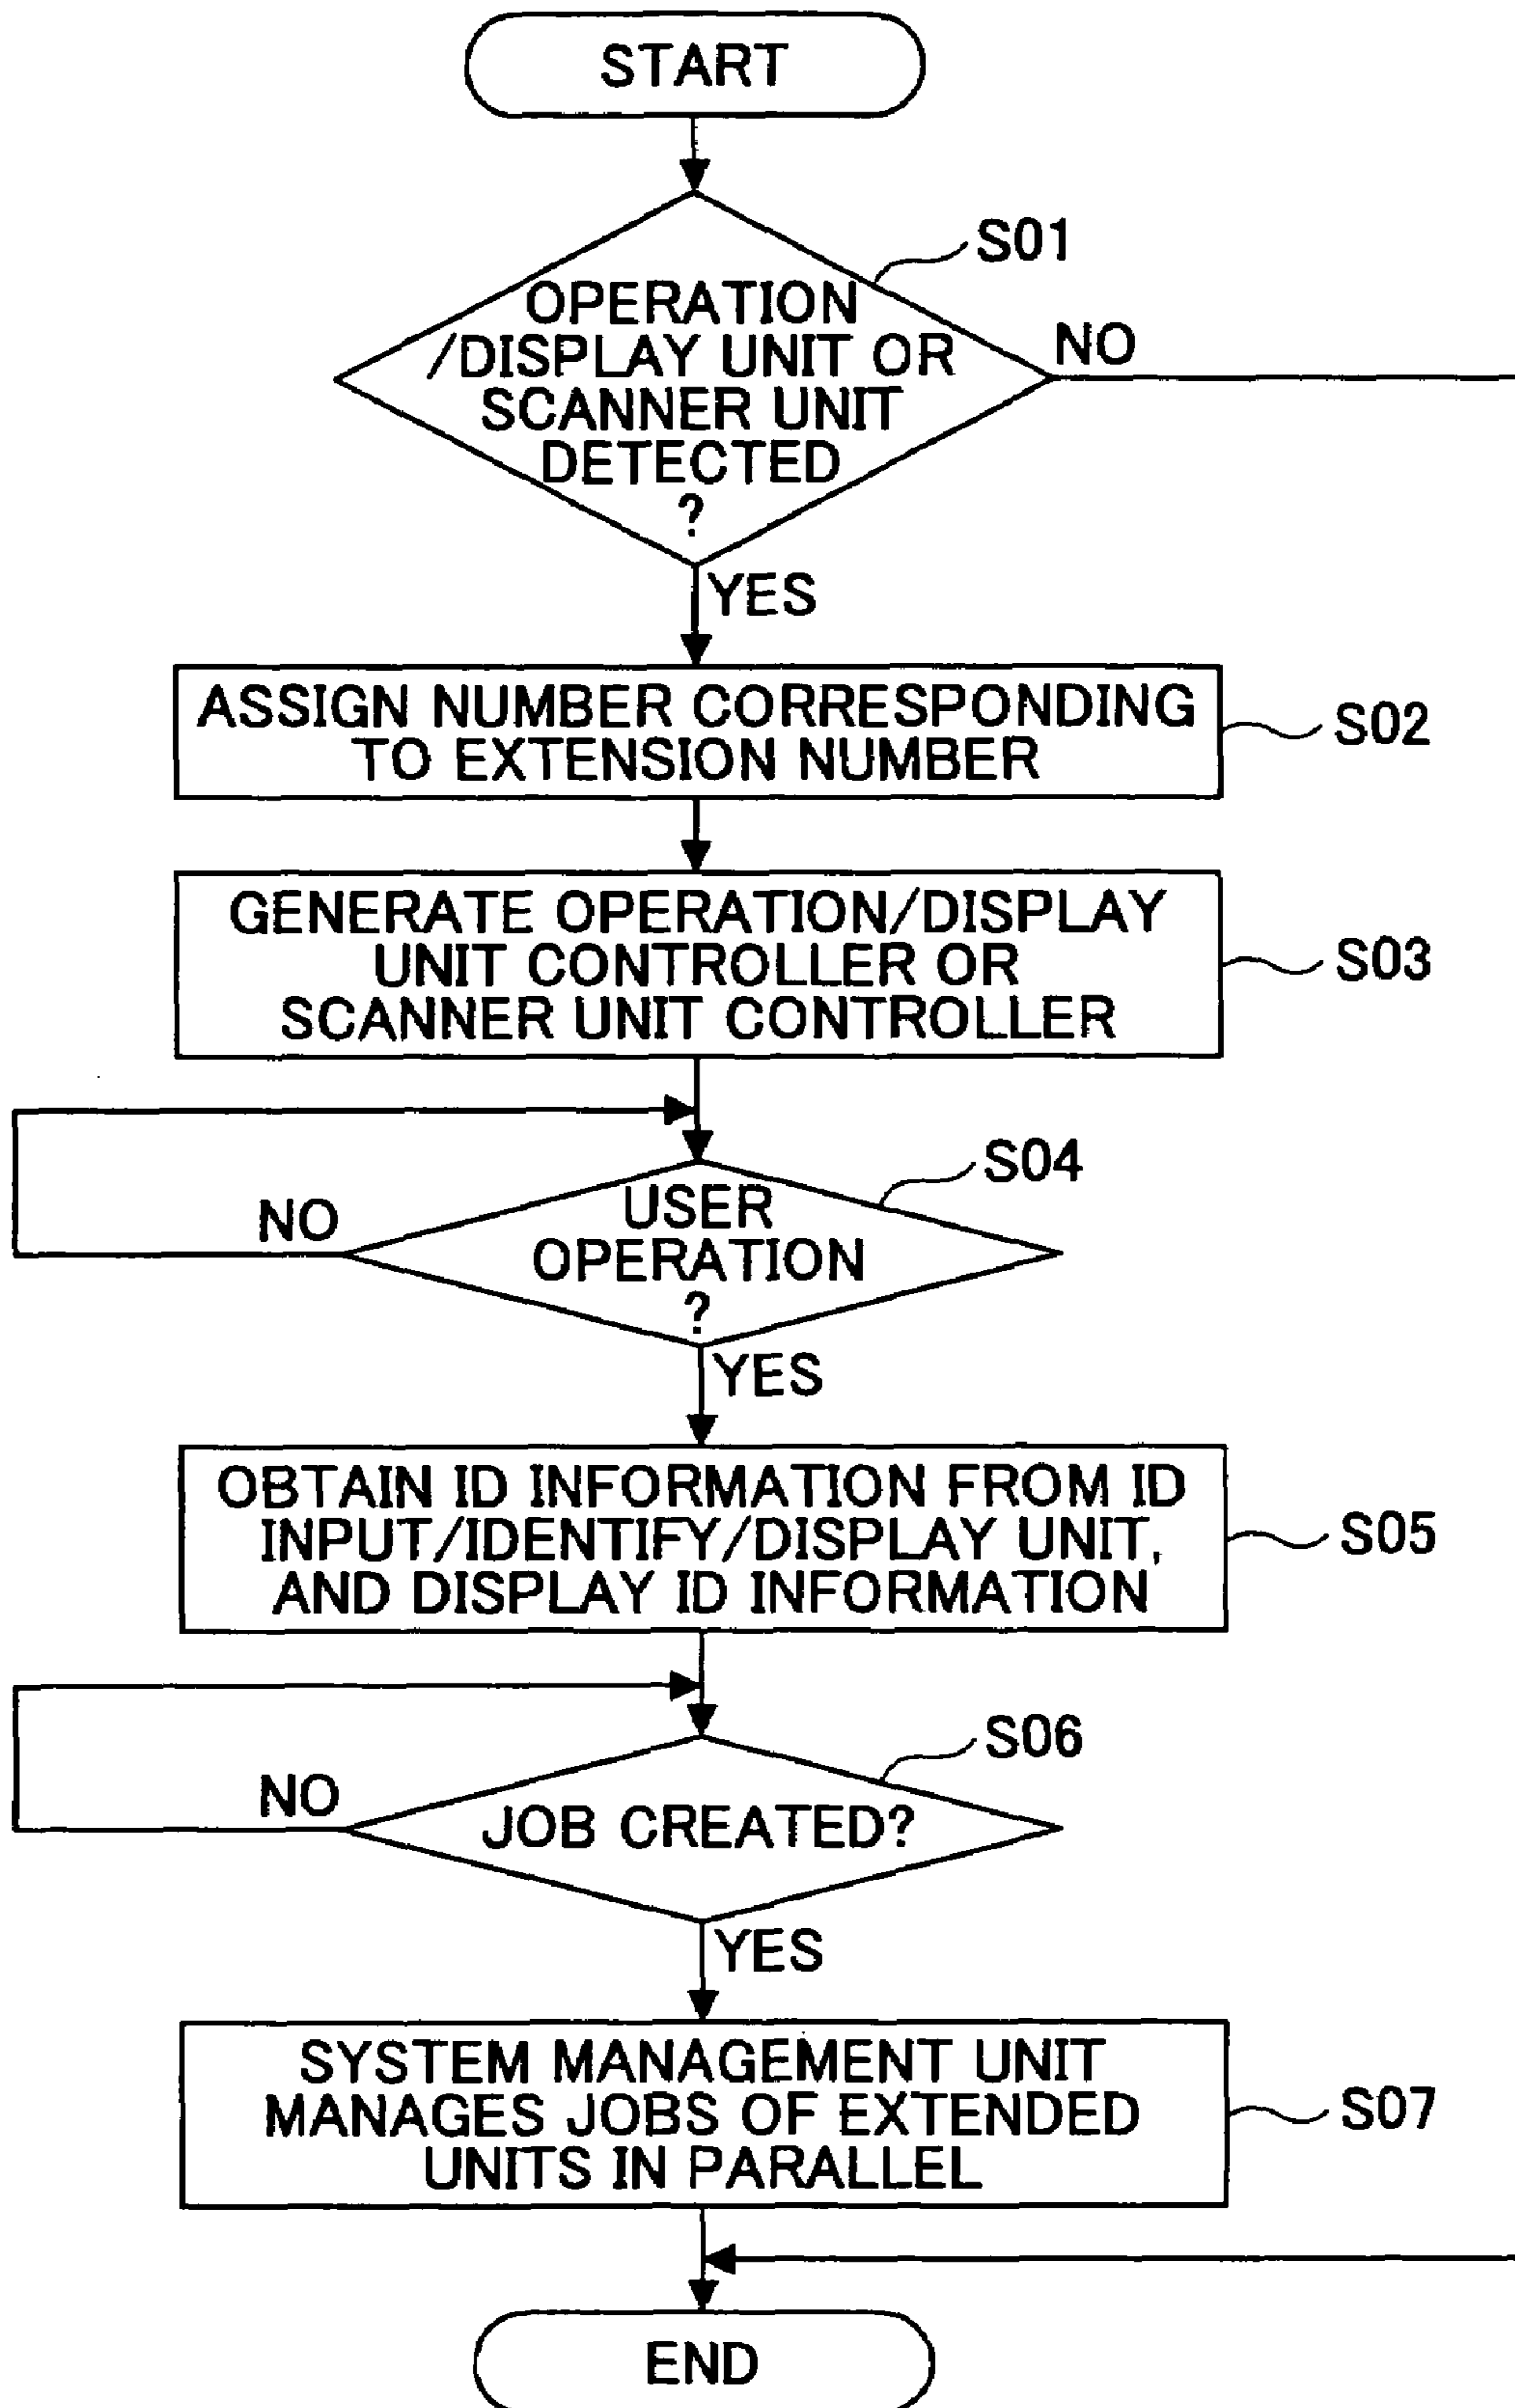 START
S01
OPERATION
/DISPLAY UNIT OR
SCANNER UNIT
DETECTED
?
NO
YES
ASSIGN NUMBER CORRESPONDING
TO EXTENSION NUMBER
S02
GENERATE OPERATION/DISPLAY
UNIT CONTROLLER OR
SCANNER UNIT CONTROLLER
S03
S04
USER
OPERATION
?
NO
YES
OBTAIN ID INFORMATION FROM ID
INPUT/IDENTIFY/DISPLAY UNIT,
AND DISPLAY ID INFORMATION
S05
S06
JOB CREATED?
NO
YES
SYSTEM MANAGEMENT UNIT
MANAGES JOBS OF EXTENDED
UNITS IN PARALLEL
S07
END